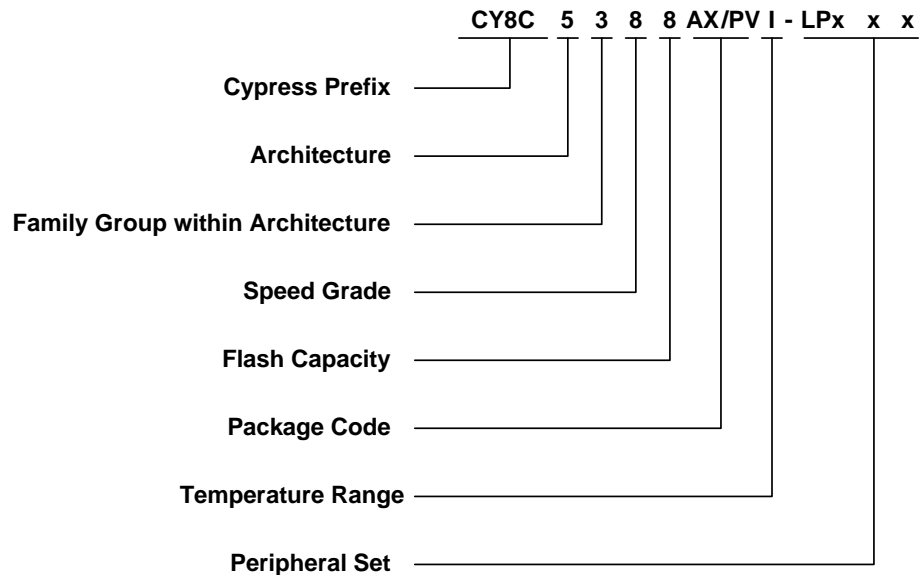 CY8C 5 3 8 8 AX/PV I - LPx x x
Cypress Prefix
Architecture
Family Group within Architecture
Speed Grade
Flash Capacity
Package Code
Temperature Range
Peripheral Set